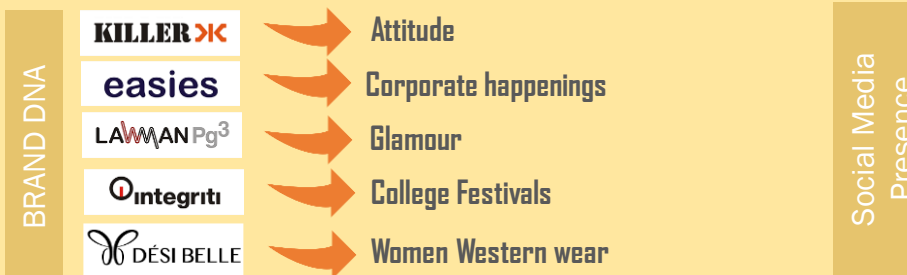 BRAND DNA
KILLER
Attitude
easies
Corporate happenings
LAWMAN Pg3
Glamour
integriti
College Festivals
DÉSI BELLE
Women Western wear
Social Media
Presence